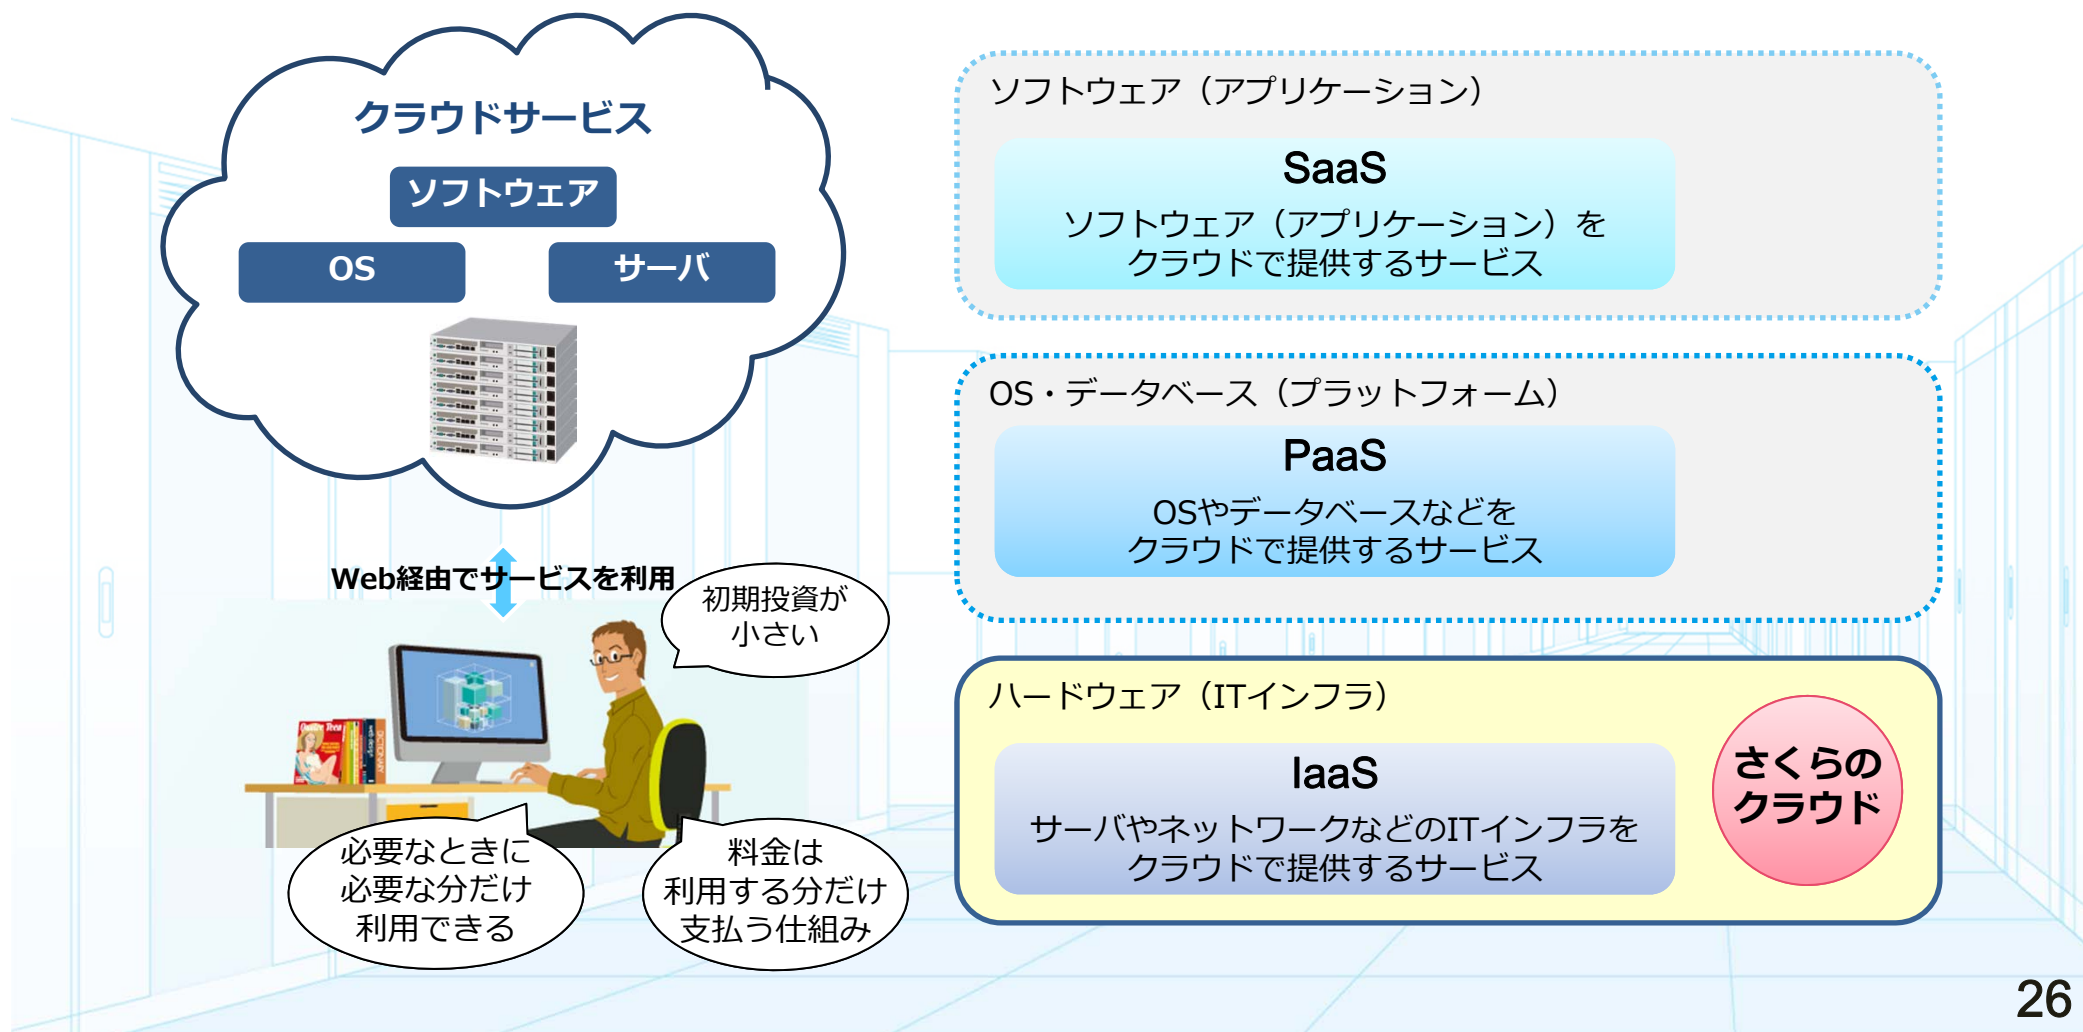 クラウドサービス
ソフトウェア
OS
サーバ
Web経由でサービスを利用
初期投資が
小さい
必要なときに
必要な分だけ
利用できる
料金は
利用する分だけ
支払う仕組み
ソフトウェア（アプリケーション）
SaaS
ソフトウェア（アプリケーション）を
クラウドで提供するサービス
OS・データベース（プラットフォーム）
PaaS
OSやデータベースなどを
クラウドで提供するサービス
ハードウェア（ITインフラ）
IaaS
サーバやネットワークなどのITインフラを
クラウドで提供するサービス
さくらの
クラウド
DICTIONARY
26